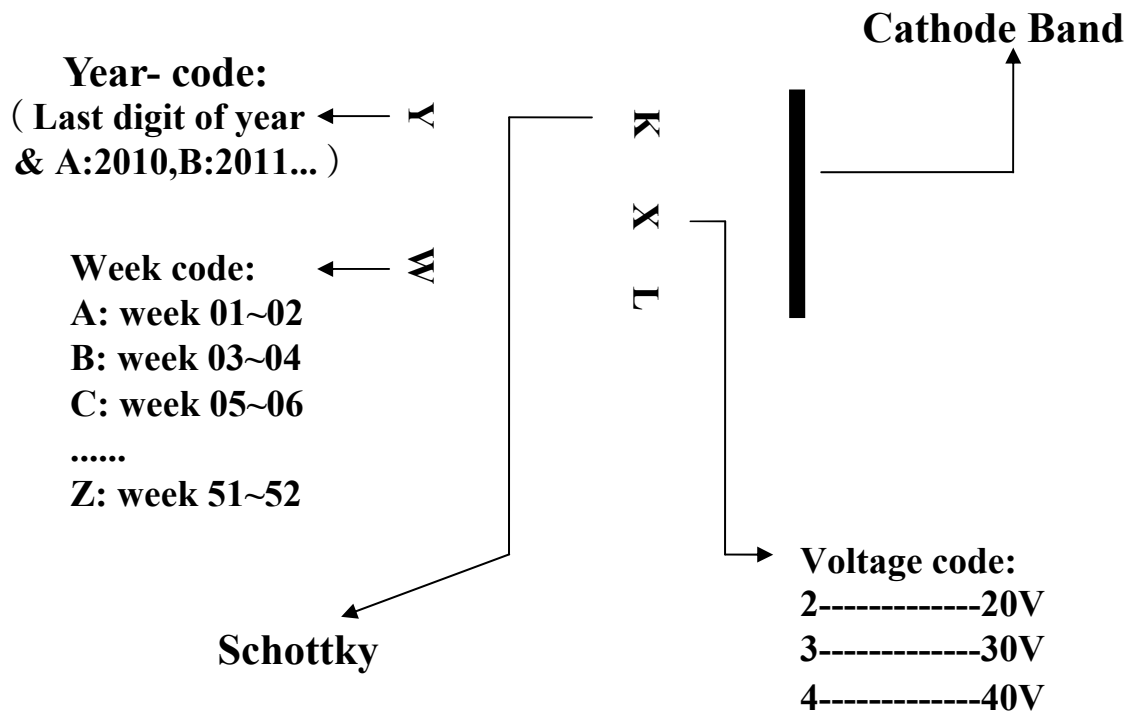 Cathode Band
Year- code:
（ Last digit of year
& A:2010,B:2011...）
Y
K
X
W
L
Week code:
A: week 01~02
B: week 03~04
C: week 05~06
......
Z: week 51~52
Schottky
Voltage code:
2-------------20V
3-------------30V
4-------------40V